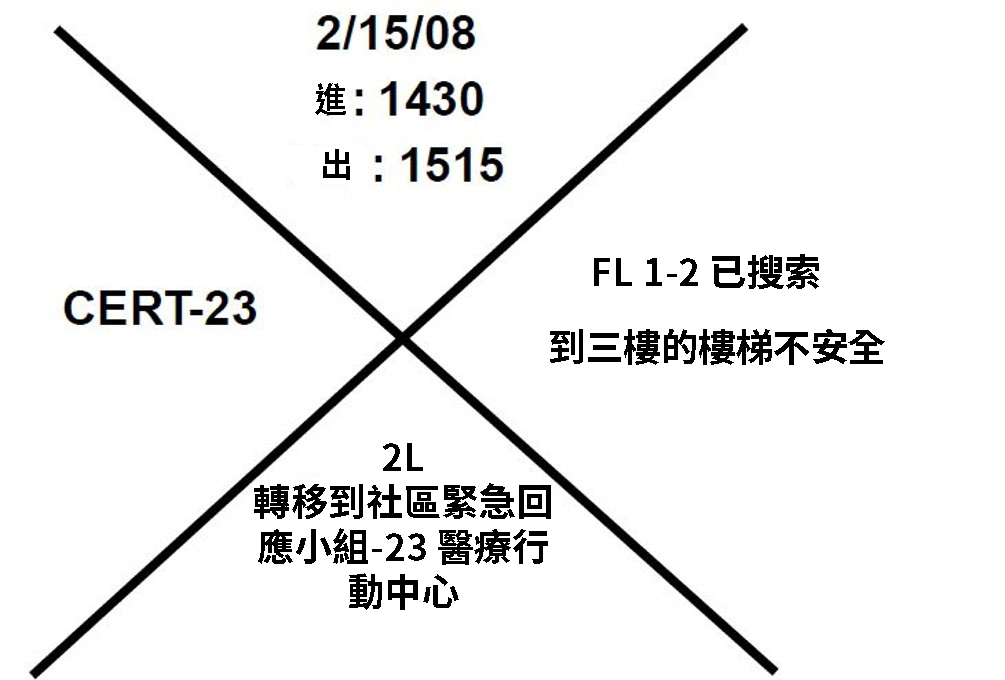 2/15/08
進: 1430
出 : 1515
CERT-23
FL 1-2 已搜索
到三樓的樓梯不安全
2L
轉移到社區緊急回
應小組-23 醫療行
動中心